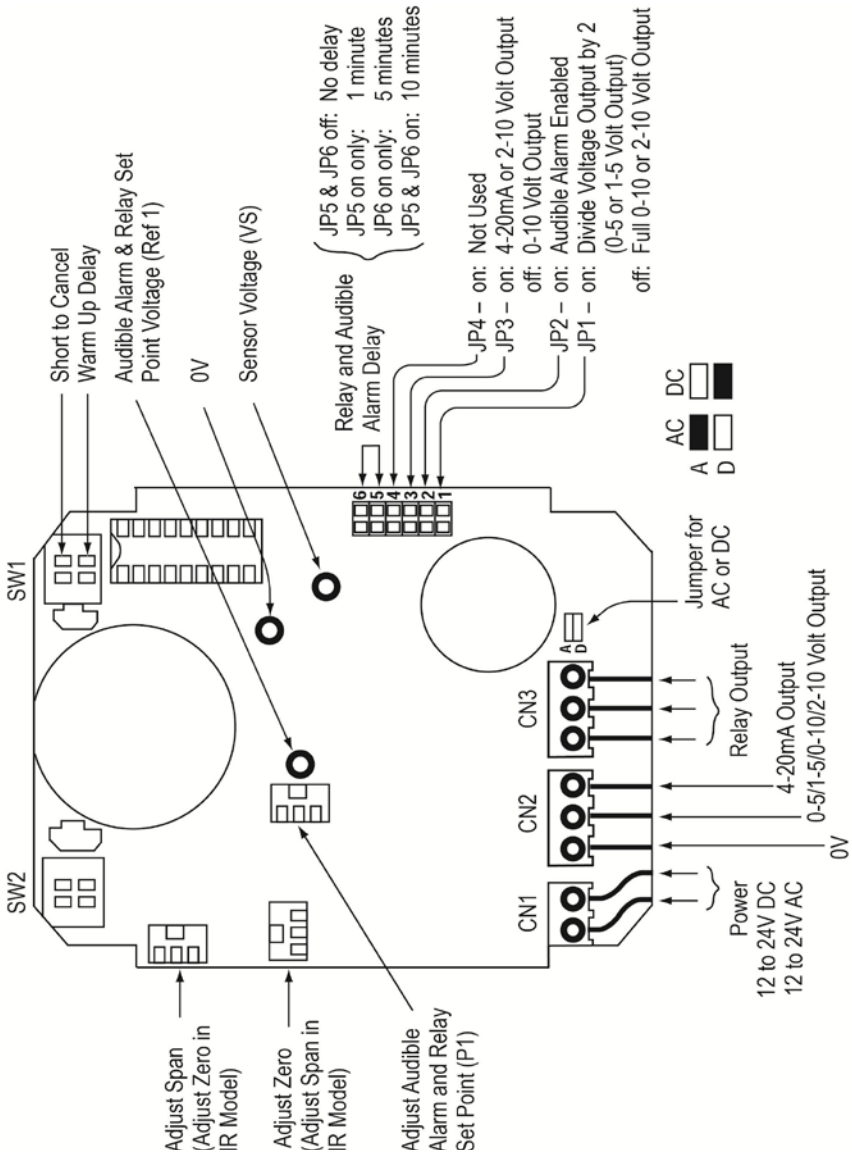 SW2
SW1
Short to Cancel
Warm Up Delay
Audible Alarm & Relay Set
Point Voltage (Ref 1)
0V
Sensor Voltage (VS)
Relay and Audible
Alarm Delay
JP5 & JP6 off: No delay
JP5 on only: 1 minute
JP6 on only: 5 minutes
JP5 & JP6 on: 10 minutes
6
5
4
3
2
1
JP4 – on: Not Used
JP3 – on: 4-20mA or 2-10 Volt Output
off: 0-10 Volt Output
JP2 – on: Audible Alarm Enabled
JP1 – on: Divide Voltage Output by 2
(0-5 or 1-5 Volt Output)
off: Full 0-10 or 2-10 Volt Output
Adjust Span
(Adjust Zero in
IR Model)
Adjust Zero
(Adjust Span in
IR Model)
Adjust Audible
Alarm and Relay
Set Point (P1)
CN1
CN2
CN3
A
D
Jumper for
AC or DC
AC DC
A
D
Power
12 to 24V DC
12 to 24V AC
0V
0-5/1-5/0-10/2-10 Volt Output
4-20mA Output
Relay Output